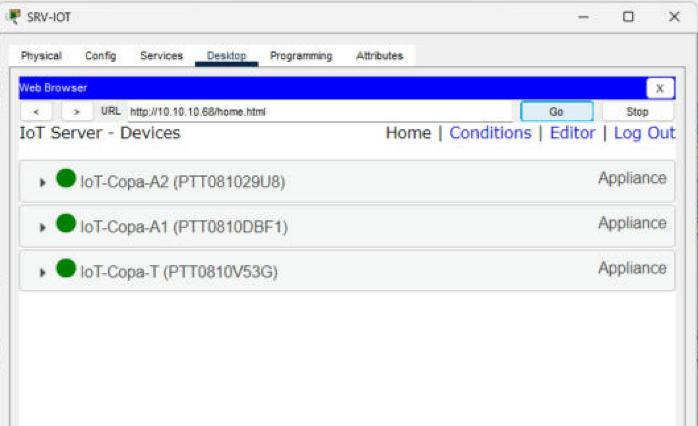 SRV-IOT
Physical Config Services Desktop Programming Attributes
Web Browser X
< > URL http://10.10.10.68/home.html Go Stop
IoT Server - Devices Home | Conditions | Editor | Log Out
IoT-Copa-A2 (PTT081029U8) Appliance
IoT-Copa-A1 (PTT0810DBF1) Appliance
IoT-Copa-T (PTT0810V53G) Appliance